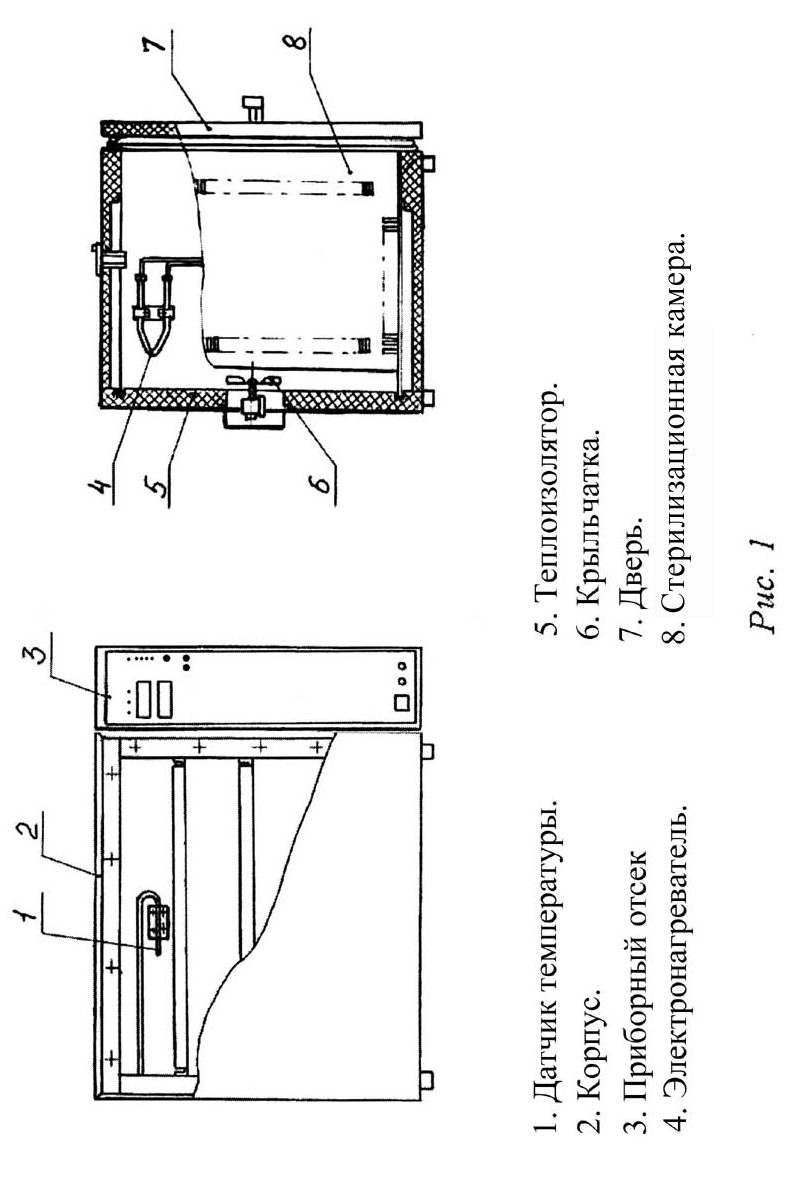 1
2
3
4
5
6
7
8
1. Датчик температуры.
2. Корпус.
3. Приборный отсек
4. Электронагреватель.
5. Теплоизолятор.
6. Крыльчатка.
7. Дверь.
8. Стерилизационная камера.
Рис. 1